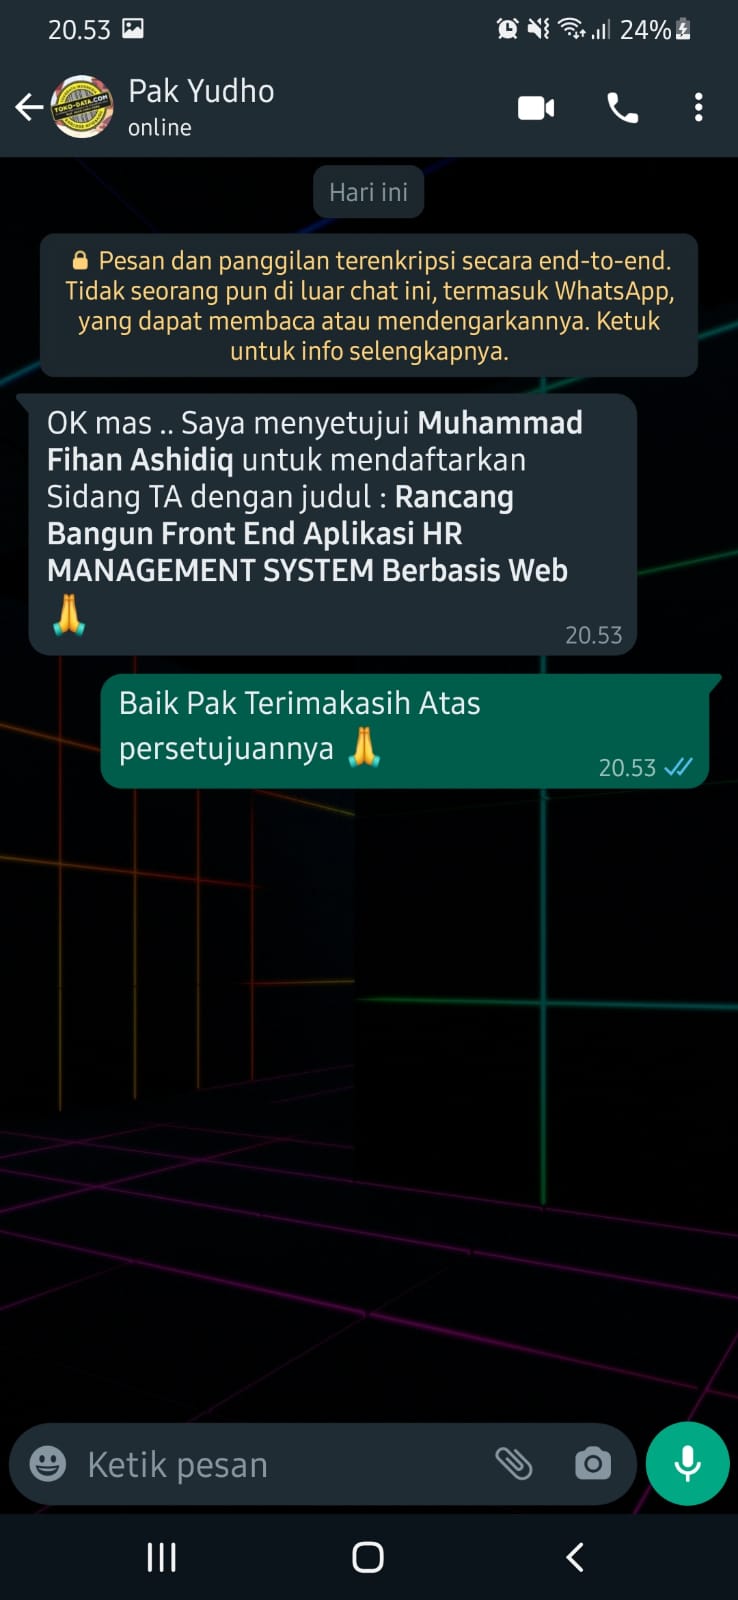 20.53
24%
Pak Yudho
online
TOKO-DATA.COM
Hari ini
Pesan dan panggilan terenkripsi secara end-to-end.
Tidak seorang pun di luar chat ini, termasuk WhatsApp,
yang dapat membaca atau mendengarkannya. Ketuk
untuk info selengkapnya.
OK mas .. Saya menyetujui Muhammad
Fihan Ashidiq untuk mendaftarkan
Sidang TA dengan judul : Rancang
Bangun Front End Aplikasi HR
MANAGEMENT SYSTEM Berbasis Web
🙏
20.53
Baik Pak Terimakasih Atas
persetujuannya 🙏
20.53
Ketik pesan